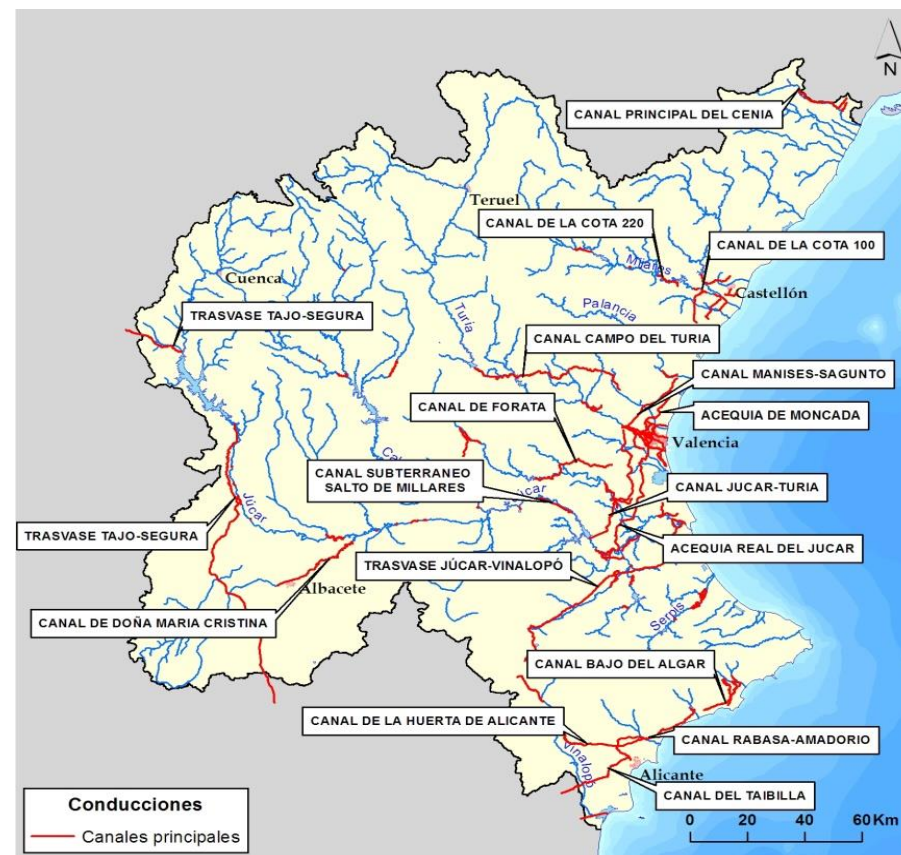 N
CANAL PRINCIPAL DEL CENIA
Teruel
CANAL DE LA COTA 220
CANAL DE LA COTA 100
Mijares
Cuenca
Castellón
Palancia
TRASVASE TAJO-SEGURA
Turia
CANAL CAMPO DEL TURIA
CANAL MANISES-SAGUNTO
CANAL DE FORATA
ACEQUIA DE MONCADA
Valencia
CANAL SUBTERRANEO
SALTO DE MILLARES
CANAL JUCAR-TURIA
Júcar
TRASVASE TAJO-SEGURA
ACEQUIA REAL DEL JUCAR
TRASVASE JÚCAR-VINALOPÓ
Albacete
CANAL DE DOÑA MARIA CRISTINA
Serpis
CANAL BAJO DEL ALGAR
CANAL DE LA HUERTA DE ALICANTE
CANAL RABASA-AMADORIO
Vinalopó
Alicante
CANAL DEL TAIBILLA
Conducciones
Canales principales
0 20 40 60 Km